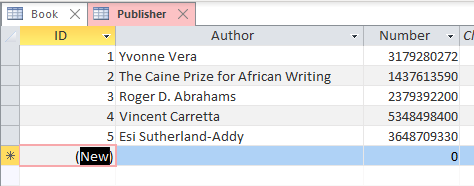 Book Publisher
ID Author Number Cl
1 Yvonne Vera 3179280272
2 The Caine Prize for African Writing 1437613590
3 Roger D. Abrahams 2379392200
4 Vincent Carretta 5348498400
5 Esi Sutherland-Addy 3648709330
(New) 0